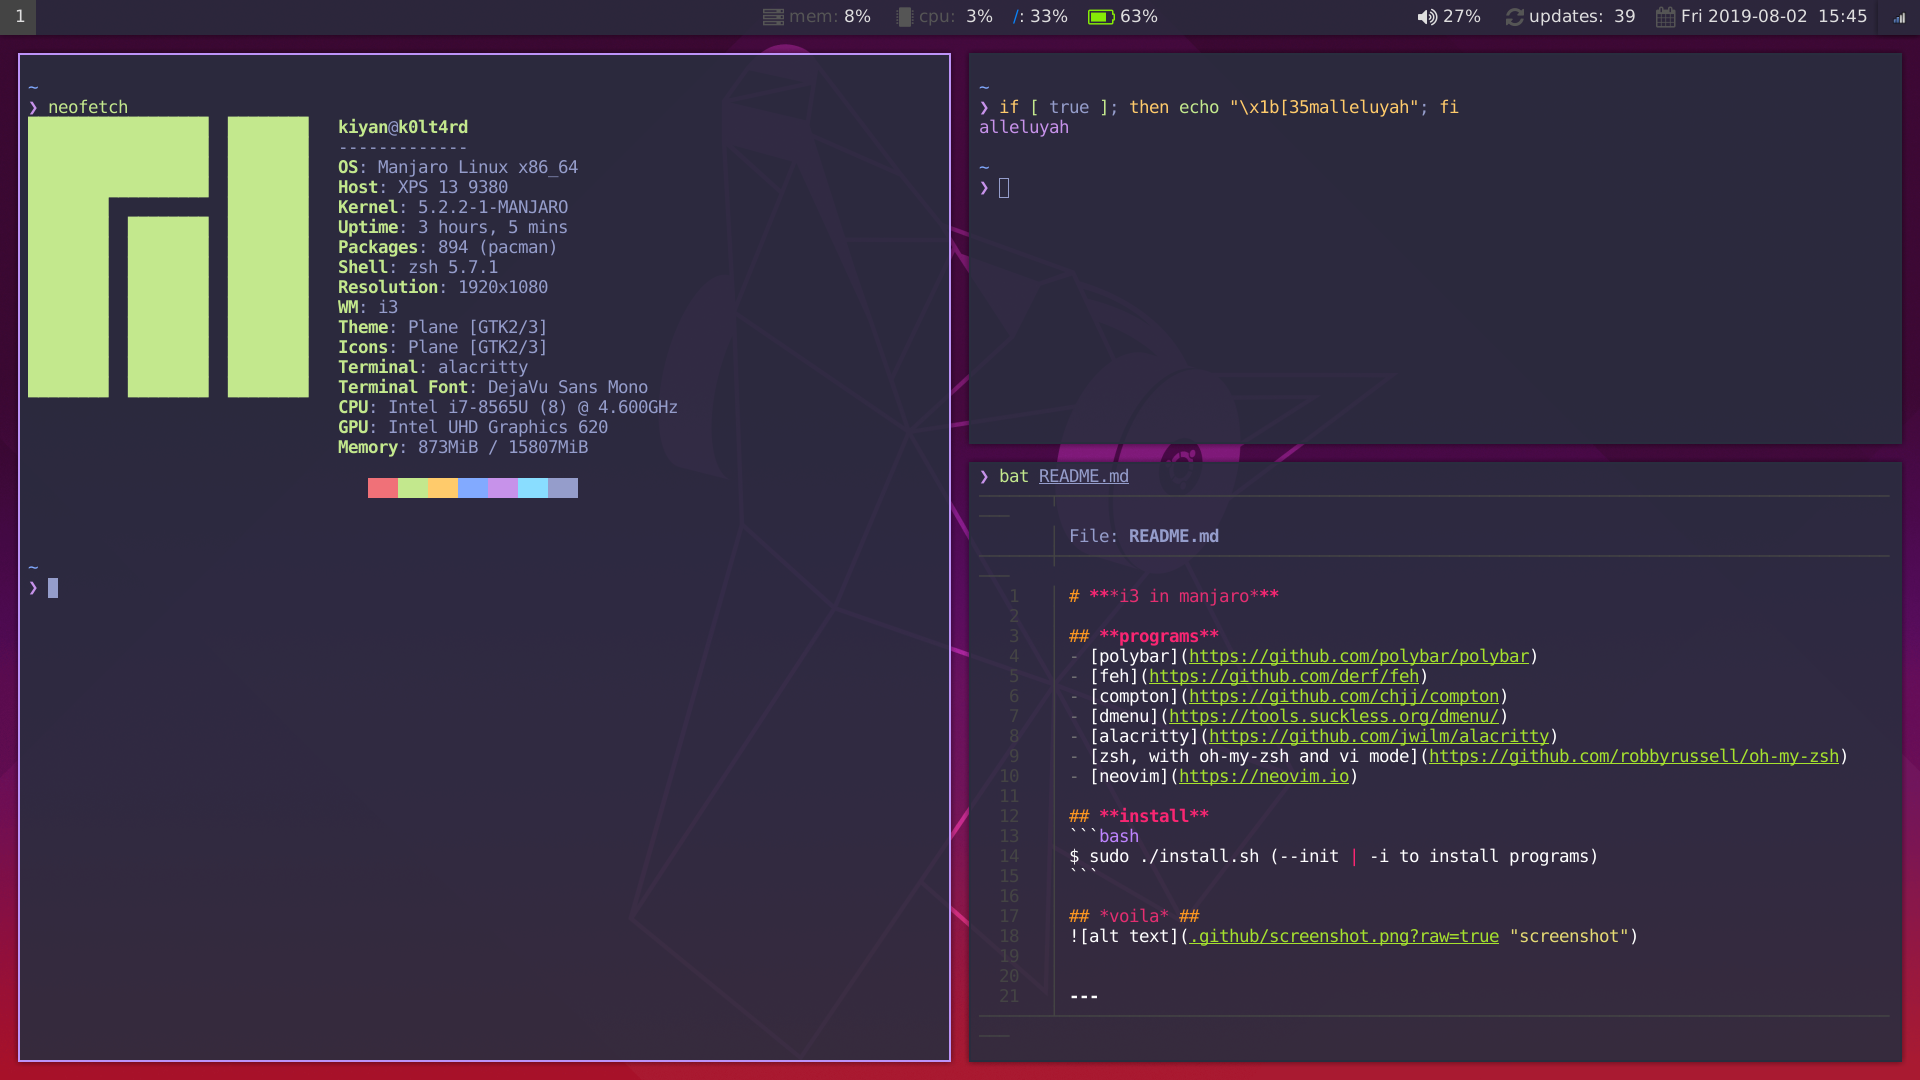 1
mem: 8% cpu: 3% /: 33% 63%
27% updates: 39 Fri 2019-08-02 15:45
~
❯ neofetch
kiyan@k0lt4rd
-------------
OS: Manjaro Linux x86_64
Host: XPS 13 9380
Kernel: 5.2.2-1-MANJARO
Uptime: 3 hours, 5 mins
Packages: 894 (pacman)
Shell: zsh 5.7.1
Resolution: 1920x1080
WM: i3
Theme: Plane [GTK2/3]
Icons: Plane [GTK2/3]
Terminal: alacritty
Terminal Font: DejaVu Sans Mono
CPU: Intel i7-8565U (8) @ 4.600GHz
GPU: Intel UHD Graphics 620
Memory: 873MiB / 15807MiB
~
❯
~
❯ if [ true ]; then echo "\x1b[35malleluyah"; fi
alleluyah
~
❯
❯ bat README.md
File: README.md
1 # ***i3 in manjaro***
2
3 ## **programs**
4 - [polybar](https://github.com/polybar/polybar)
5 - [feh](https://github.com/derf/feh)
6 - [compton](https://github.com/chjj/compton)
7 - [dmenu](https://tools.suckless.org/dmenu/)
8 - [alacritty](https://github.com/jwilm/alacritty)
9 - [zsh, with oh-my-zsh and vi mode](https://github.com/robbyrussell/oh-my-zsh)
10 - [neovim](https://neovim.io)
11
12 ## **install**
13 ```bash
14 $ sudo ./install.sh (--init | -i to install programs)
15 ```
16
17 ## *voila* ##
18 ![alt text](.github/screenshot.png?raw=true "screenshot")
19
20
21 ---